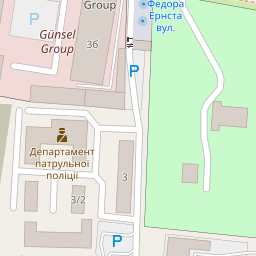 Group
Федора
Ернста
вул.
P
Günsel
Group
36
P
Департамент
патрульної
поліції
3
3/2
P